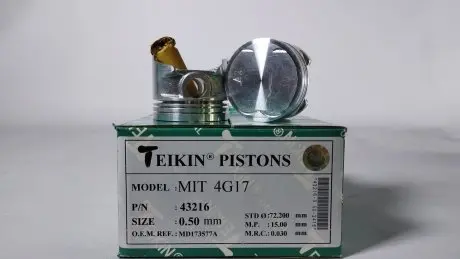 TEIKIN® PISTONS
MODEL : MIT 4G17
P/N : 43216
SIZE : 0.50 mm
O.E.M. REF. : MD173577A
STD Ø : 72.200 mm
M.P. : 15.00 mm
M.R.C. : 0.030 mm